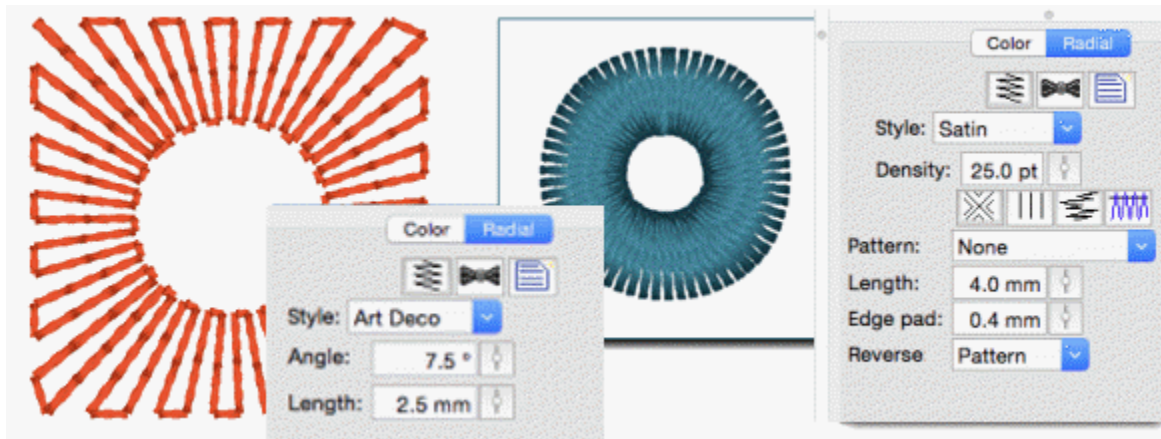 Color Radial
Style: Art Deco
Angle: 7.5 °
Length: 2.5 mm
Color Radial
Style: Satin
Density: 25.0 pt
Pattern: None
Length: 4.0 mm
Edge pad: 0.4 mm
Reverse Pattern